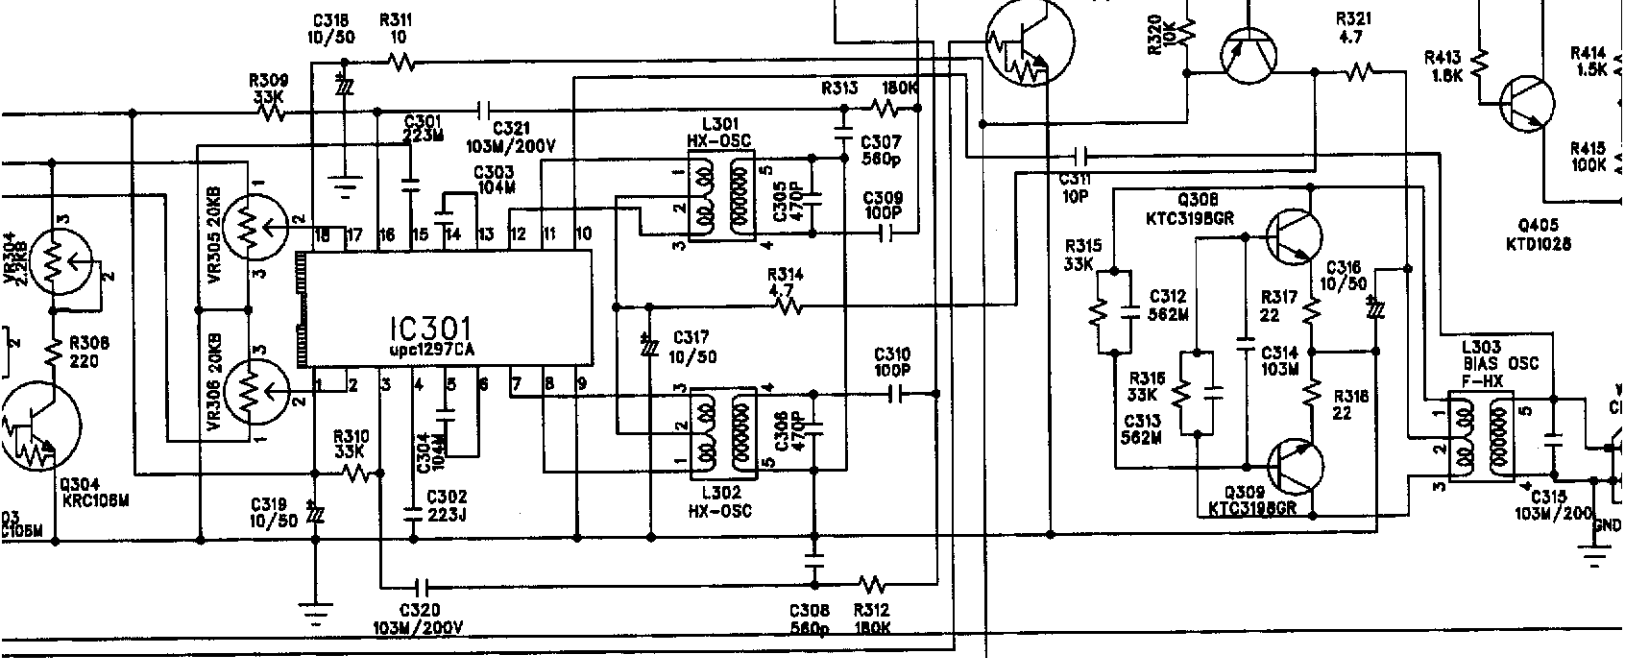 C318
10/50
R311
10
R309
33K
C301
223M
C321
103M/200V
C303
104M
R313
180K
L301
HX-OSC
C307
560p
C305
470P
C309
100P
R320
10K
R321
4.7
R413
1.8K
R414
1.5K
R415
100K
Q405
KTD1028
C311
10P
Q308
KTC3198GR
R315
33K
C312
562M
C316
10/50
R317
22
C314
103M
R316
33K
C313
562M
R318
22
Q309
KTC3198GR
L303
BIAS OSC
F-HX
C315
103M/200
GND
VR304
2.2KB
VR305 20KB
VR306 20KB
R308
220
Q304
KRC106M
IC301
upc1297CA
18
17
16
15
14
13
12
11
10
1
2
3
4
5
6
7
8
9
R314
4.7
C317
10/50
C310
100P
C306
470P
L302
HX-OSC
R310
33K
C304
104M
C302
223J
C319
10/50
C320
103M/200V
C308
560p
R312
180K